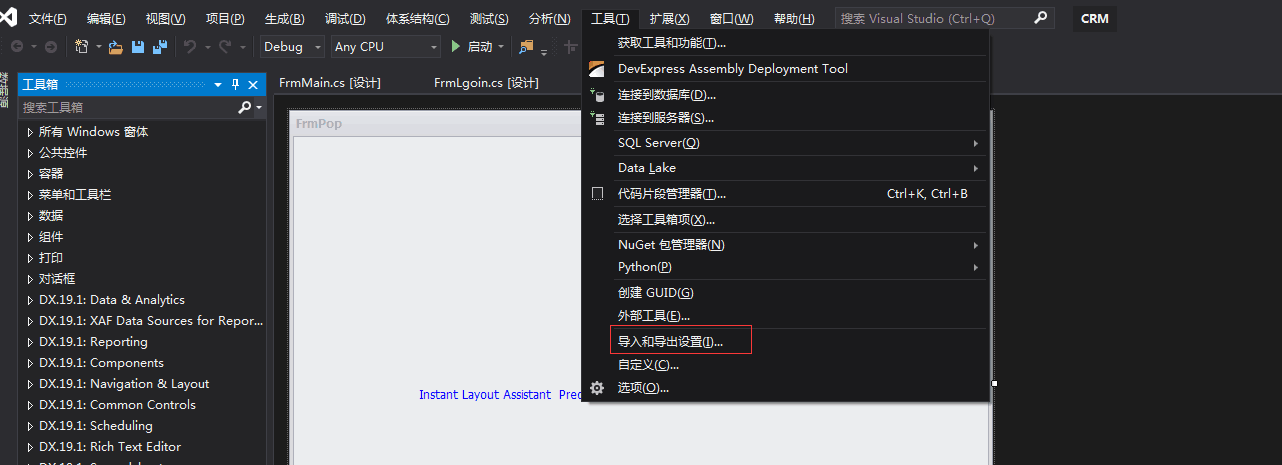 文件(F) 编辑(E) 视图(V) 项目(P) 生成(B) 调试(D) 体系结构(C) 测试(S) 分析(N) 工具(T) 扩展(X) 窗口(W) 帮助(H) 搜索 Visual Studio (Ctrl+Q) CRM
Debug Any CPU 启动
工具箱
搜索工具箱
所有 Windows 窗体
公共控件
容器
菜单和工具栏
数据
组件
打印
对话框
DX.19.1: Data & Analytics
DX.19.1: XAF Data Sources for Repor...
DX.19.1: Reporting
DX.19.1: Components
DX.19.1: Navigation & Layout
DX.19.1: Common Controls
DX.19.1: Scheduling
DX.19.1: Rich Text Editor
FrmMain.cs [设计] FrmLgoin.cs [设计]
FrmPop
Instant Layout Assistant Prec
获取工具和功能(T)...
DevExpress Assembly Deployment Tool
连接到数据库(D)...
连接到服务器(S)...
SQL Server(Q)
Data Lake
代码片段管理器(T)... Ctrl+K, Ctrl+B
选择工具箱项(X)...
NuGet 包管理器(N)
Python(P)
创建 GUID(G)
外部工具(E)...
导入和导出设置(I)...
自定义(C)...
选项(O)...